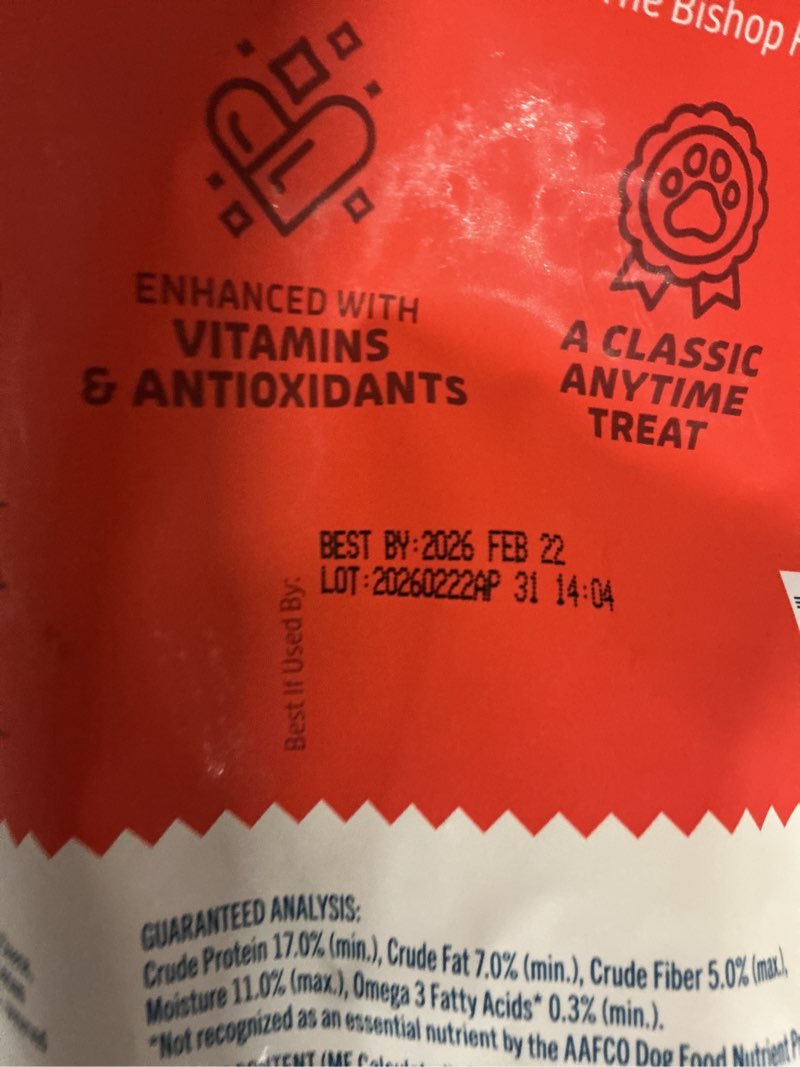 The Bishop
ENHANCED WITH
VITAMINS
& ANTIOXIDANTS
A CLASSIC
ANYTIME
TREAT
BEST BY:2026 FEB 22
LOT:20260222AP 31 14:04
Best If Used By:
GUARANTEED ANALYSIS:
Crude Protein 17.0% (min.), Crude Fat 7.0% (min.), Crude Fiber 5.0% (max.),
Moisture 11.0% (max.), Omega 3 Fatty Acids* 0.3% (min.).
*Not recognized as an essential nutrient by the AAFCO Dog Food Nutrient